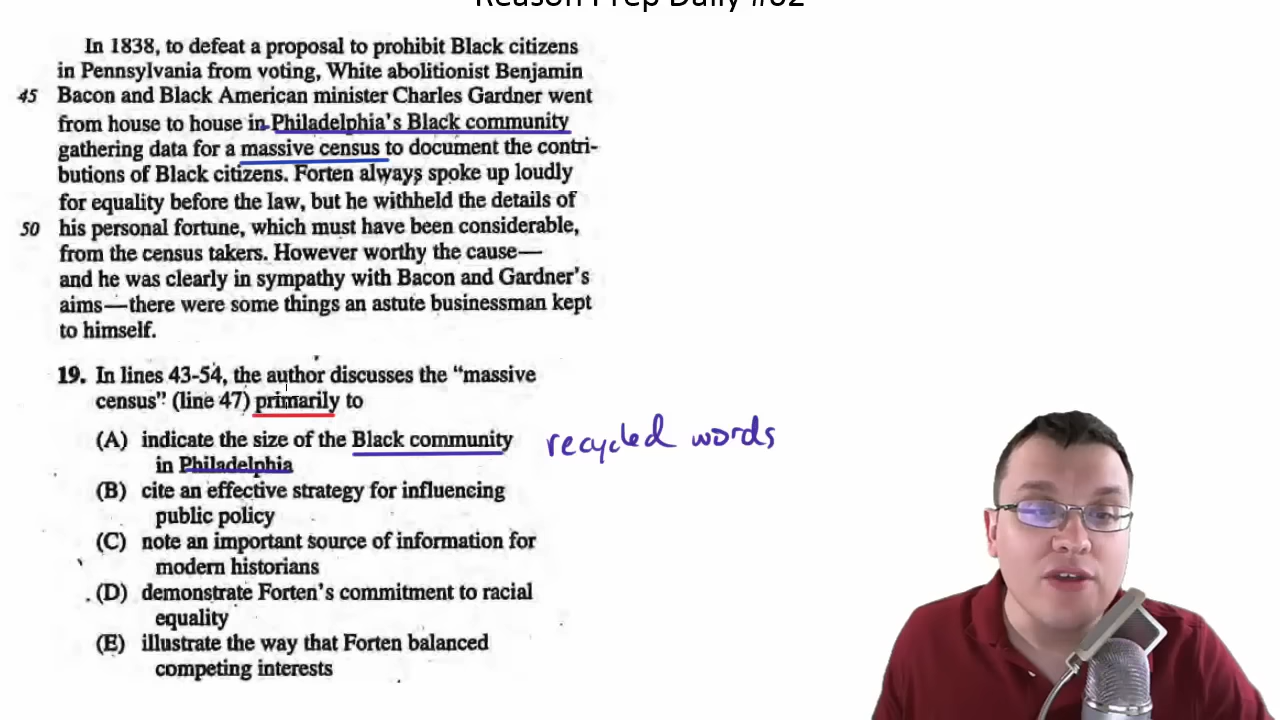 Reason Prep Daily #62
In 1838, to defeat a proposal to prohibit Black citizens
in Pennsylvania from voting, White abolitionist Benjamin
45 Bacon and Black American minister Charles Gardner went
from house to house in Philadelphia's Black community
gathering data for a massive census to document the contri-
butions of Black citizens. Forten always spoke up loudly
for equality before the law, but he withheld the details of
50 his personal fortune, which must have been considerable,
from the census takers. However worthy the cause—
and he was clearly in sympathy with Bacon and Gardner's
aims—there were some things an astute businessman kept
to himself.
19. In lines 43-54, the author discusses the "massive
census" (line 47) primarily to
(A) indicate the size of the Black community
in Philadelphia
recycled words
(B) cite an effective strategy for influencing
public policy
(C) note an important source of information for
modern historians
(D) demonstrate Forten's commitment to racial
equality
(E) illustrate the way that Forten balanced
competing interests